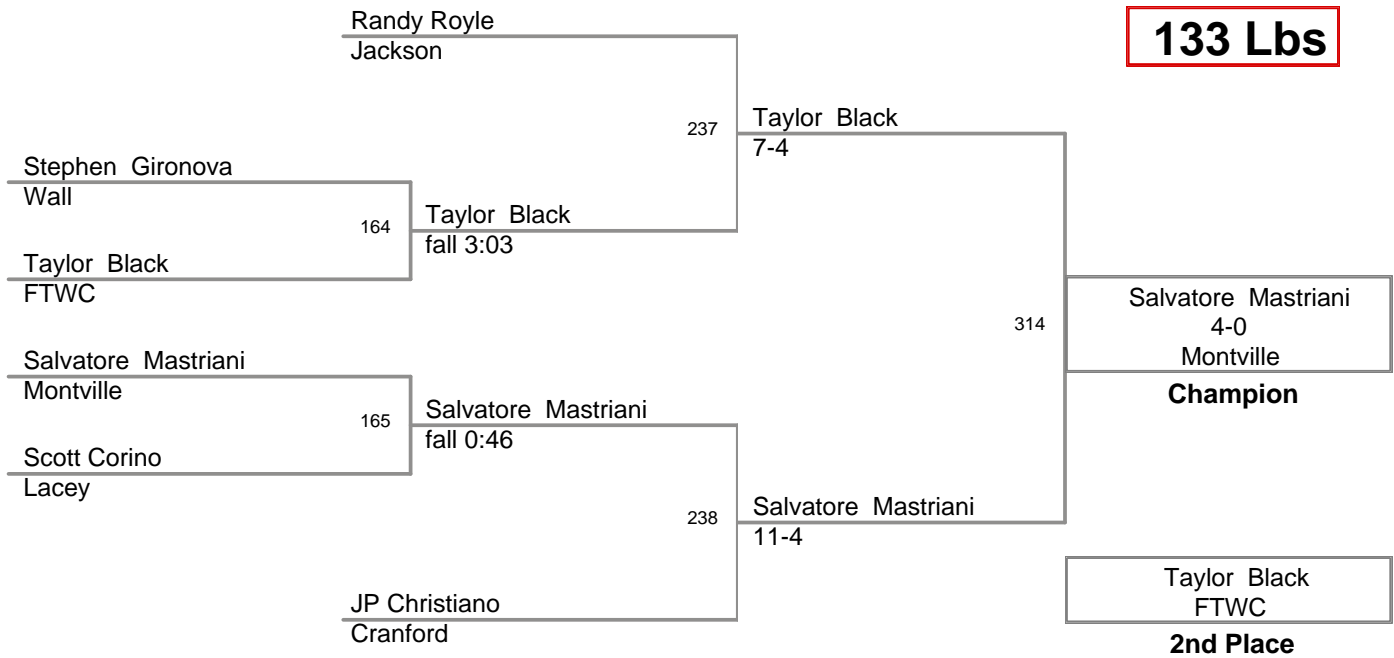 Randy Royle
Jackson
133 Lbs
237
Taylor Black
7-4
Stephen Gironova
Wall
164
Taylor Black
fall 3:03
Taylor Black
FTWC
Salvatore Mastriani
4-0
Montville
314
Champion
Salvatore Mastriani
Montville
165
Salvatore Mastriani
fall 0:46
Scott Corino
Lacey
238
Salvatore Mastriani
11-4
JP Christiano
Cranford
Taylor Black
FTWC
2nd Place